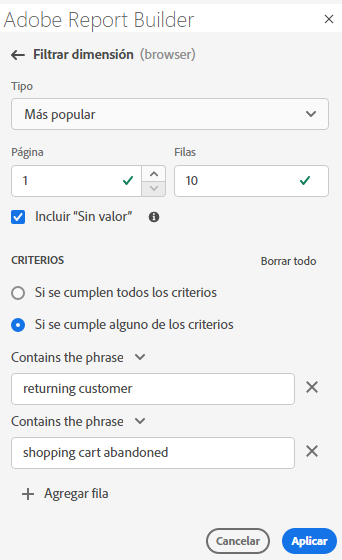 Adobe Report Builder
Filtrar dimensión (browser)
Tipo
Más popular
Página Filas
1 10
Incluir “Sin valor”
CRITERIOS Borrar todo
Si se cumplen todos los criterios
Si se cumple alguno de los criterios
Contains the phrase
returning customer
Contains the phrase
shopping cart abandoned
Agregar fila
Cancelar Aplicar